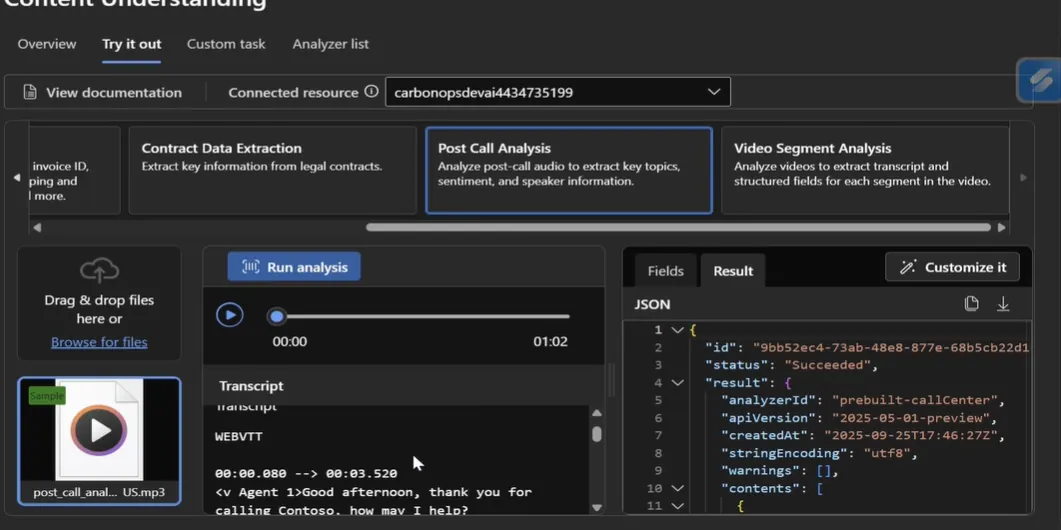 Content Understanding
Overview
Try it out
Custom task
Analyzer list
View documentation
Connected resource
carbonopsdevai4434735199
invoice ID,
ping and
l more.
Contract Data Extraction
Extract key information from legal contracts.
Post Call Analysis
Analyze post-call audio to extract key topics,
sentiment, and speaker information.
Video Segment Analysis
Analyze videos to extract transcript and
structured fields for each segment in the video.
Drag & drop files
here or
Browse for files
Sample
post_call_anal... US.mp3
Run analysis
00:00
01:02
Transcript
Transcript
WEBVTT
00:00.080 --> 00:03.520
<v Agent 1>Good afternoon, thank you for
calling Contoso, how may I help?
Fields
Result
Customize it
JSON
1 {
2 "id": "9bb52ec4-73ab-48e8-877e-68b5cb22d1
3 "status": "Succeeded",
4 "result": {
5 "analyzerId": "prebuilt-callCenter",
6 "apiVersion": "2025-05-01-preview",
7 "createdAt": "2025-09-25T17:46:27Z",
8 "stringEncoding": "utf8",
9 "warnings": [],
10 "contents": [
11 {